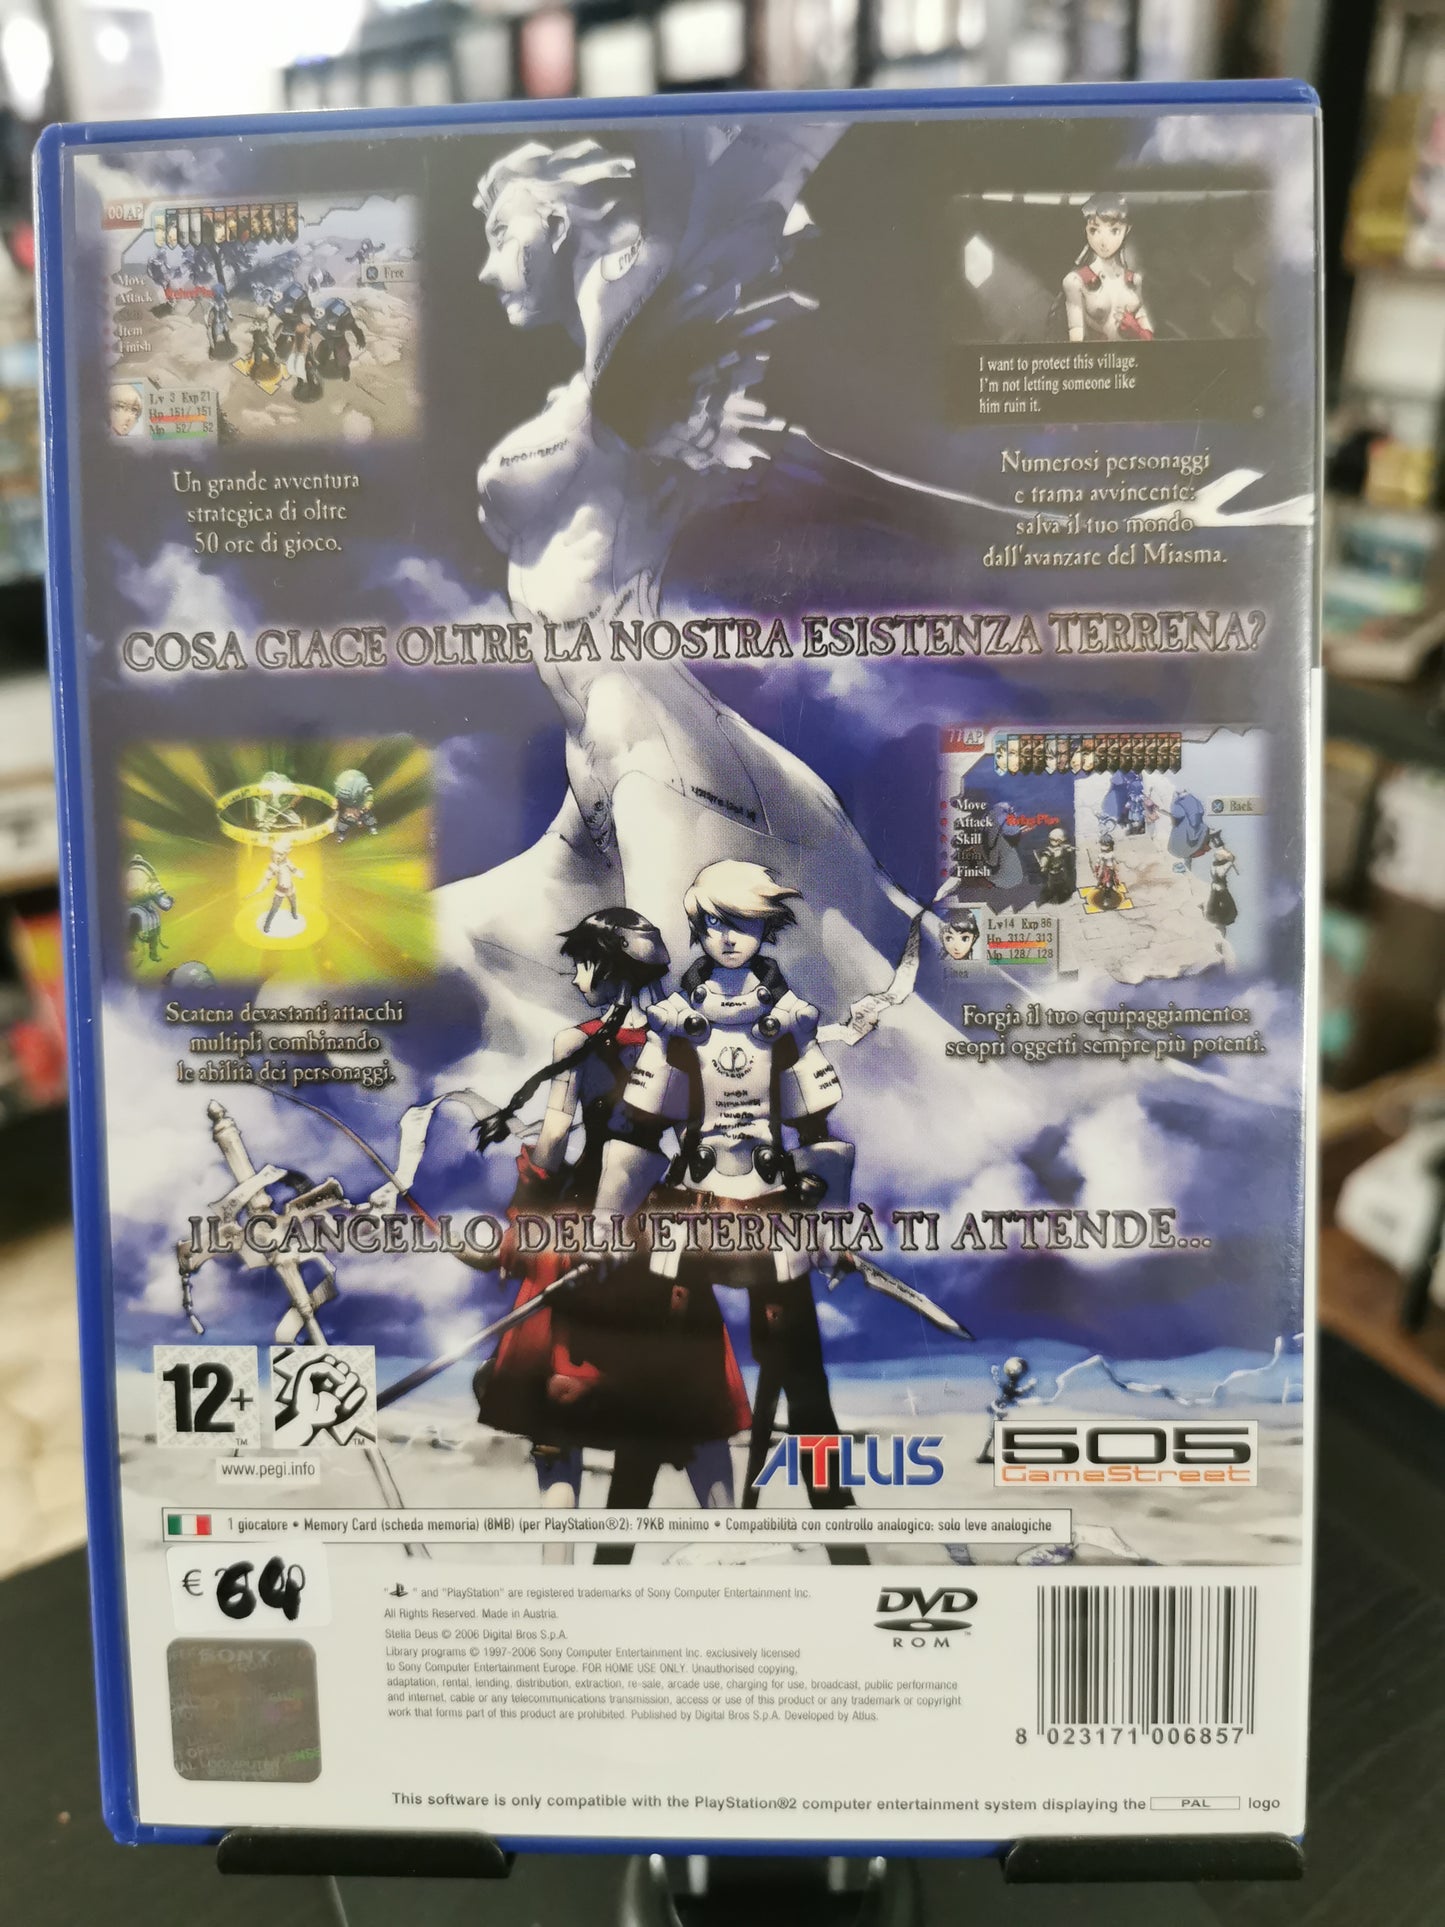 00 AP
Move
Attack
Item
Finish
Free
Lv 3 Exp 21
Hp 151/ 151
Mp 52/ 52
I want to protect this village.
I'm not letting someone like
him ruin it.
Un grande avventura
strategica di oltre
50 ore di gioco.
Numerosi personaggi
e trama avvincente:
salva il tuo mondo
dall'avanzare del Miasma.
COSA GIACE OLTRE LA NOSTRA ESISTENZA TERRENA?
77 AP
Move
Attack
Skill
Item
Finish
Back
Lv 14 Exp 86
Hp 313/ 313
Mp 128/ 128
Linea
Scatena devastanti attacchi
multipli combinando
le abilità dei personaggi.
Forgia il tuo equipaggiamento:
scopri oggetti sempre più potenti.
IL CANCELLO DELL'ETERNITÀ TI ATTENDE...
12+
www.pegi.info
ATLUS
505
GameStreet
1 giocatore • Memory Card (scheda memoria) (8MB) (per PlayStation®2): 79KB minimo • Compatibilità con controllo analogico: solo leve analogiche
€ 64
SONY
" " and "PlayStation" are registered trademarks of Sony Computer Entertainment Inc.
All Rights Reserved. Made in Austria.
Stella Deus © 2006 Digital Bros S.p.A.
Library programs © 1997-2006 Sony Computer Entertainment Inc. exclusively licensed
to Sony Computer Entertainment Europe. FOR HOME USE ONLY. Unauthorised copying,
adaptation, rental, lending, distribution, extraction, re-sale, arcade use, charging for use, broadcast, public performance
and internet, cable or any telecommunications transmission, access or use of this product or any trademark or copyright
work that forms part of this product are prohibited. Published by Digital Bros S.p.A. Developed by Atlus.
DVD
ROM
8 023171 006857
This software is only compatible with the PlayStation®2 computer entertainment system displaying the PAL logo